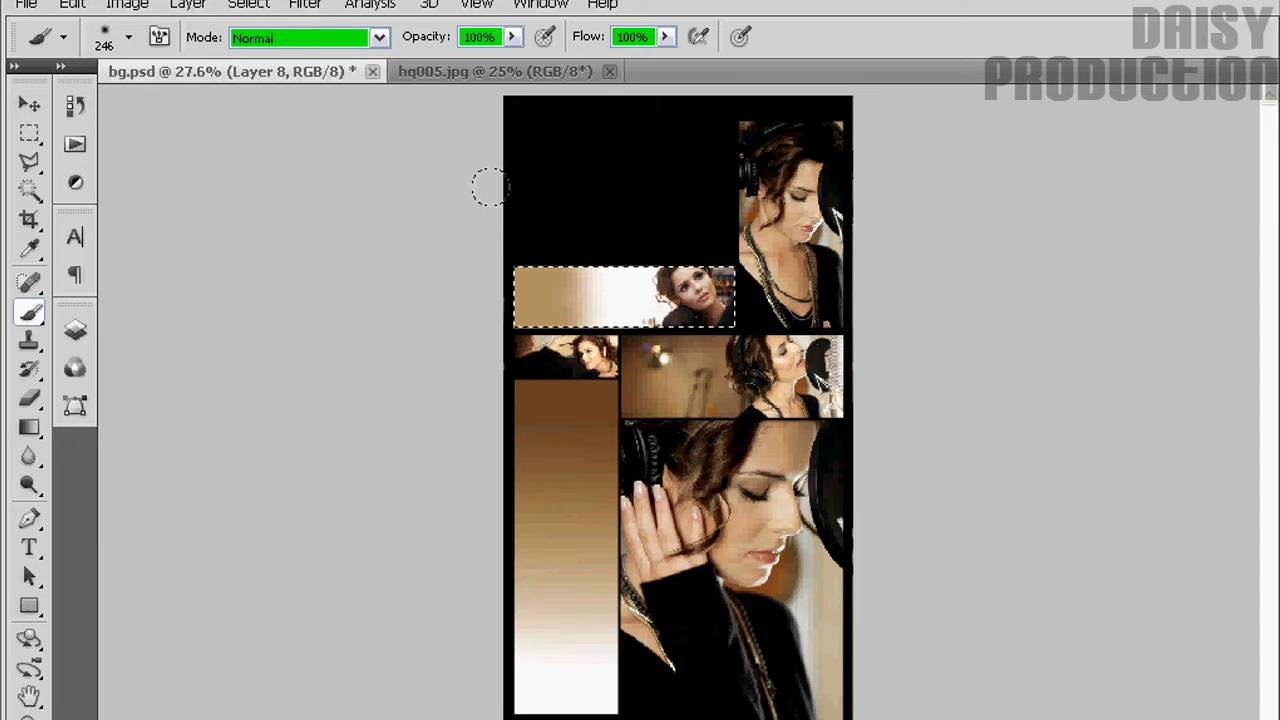 File Edit Image Layer Select Filter Analysis 3D View Window Help
DAISY
PRODUCTION
246 Mode: Normal Opacity: 100% Flow: 100%
bg.psd @ 27.6% (Layer 8, RGB/8) * hq005.jpg @ 25% (RGB/8*)
A
T